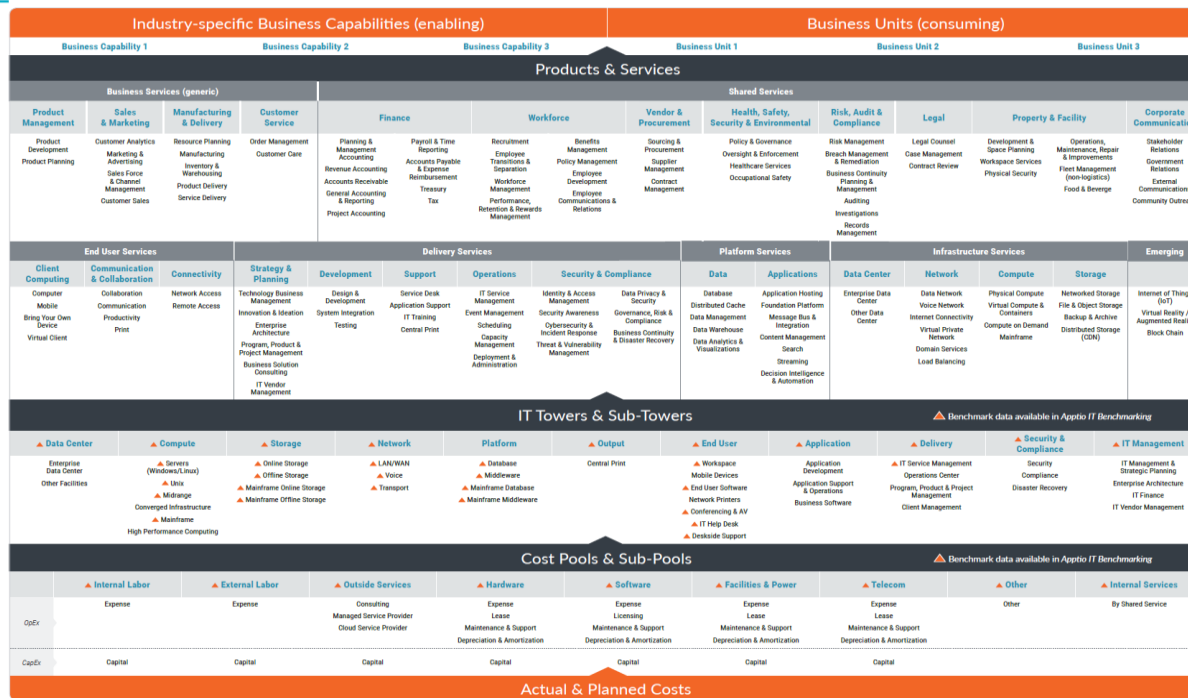 Industry-specific Business Capabilities (enabling)
Business Units (consuming)
Business Capability 1
Business Capability 2
Business Capability 3
Business Unit 1
Business Unit 2
Business Unit 3
Products & Services
Business Services (generic)
Shared Services
Product
Management
Product
Development
Product Planning
Sales
& Marketing
Customer Analytics
Marketing &
Advertising
Sales Force
& Channel
Management
Customer Sales
Manufacturing
& Delivery
Resource Planning
Manufacturing
Inventory &
Warehousing
Product Delivery
Service Delivery
Customer
Service
Order Management
Customer Care
Finance
Planning &
Management
Accounting
Revenue Accounting
Accounts Receivable
General Accounting
& Reporting
Project Accounting
Payroll & Time
Reporting
Accounts Payable
& Expense
Reimbursement
Treasury
Tax
Workforce
Recruitment
Employee
Transitions &
Separation
Workforce
Management
Performance,
Retention & Rewards
Management
Benefits
Management
Policy Management
Employee
Development
Employee
Communications &
Relations
Vendor &
Procurement
Sourcing &
Procurement
Supplier
Management
Contract
Management
Health, Safety,
Security & Environmental
Policy & Governance
Oversight & Enforcement
Healthcare Services
Occupational Safety
Risk, Audit &
Compliance
Risk Management
Breach Management
& Remediation
Business Continuity
Planning &
Management
Auditing
Investigations
Records
Management
Legal
Legal Counsel
Case Management
Contract Review
Property & Facility
Development &
Space Planning
Workspace Services
Physical Security
Operations,
Maintenance, Repair
& Improvements
Fleet Management
(non-logistics)
Food & Beverge
Corporate
Communicatio
Stakeholder
Relations
Government
Relations
External
Communication
Community Outrea
End User Services
Delivery Services
Platform Services
Infrastructure Services
Emerging
Client
Computing
Computer
Mobile
Bring Your Own
Device
Virtual Client
Communication
& Collaboration
Collaboration
Communication
Productivity
Print
Connectivity
Network Access
Remote Access
Strategy &
Planning
Technology Business
Management
Innovation & Ideation
Enterprise
Architecture
Program, Product &
Project Management
Business Solution
Consulting
IT Vendor
Management
Development
Design &
Development
System Integration
Testing
Support
Service Desk
Application Support
IT Training
Central Print
Operations
IT Service
Management
Event Management
Scheduling
Capacity
Management
Deployment &
Administration
Security & Compliance
Identity & Access
Management
Security Awareness
Cybersecurity &
Incident Response
Threat & Vulnerability
Management
Data Privacy &
Security
Governance, Risk &
Compliance
Business Continuity
& Disaster Recovery
Data
Database
Distributed Cache
Data Management
Data Warehouse
Data Analytics &
Visualizations
Applications
Application Hosting
Foundation Platform
Message Bus &
Integration
Content Management
Search
Streaming
Decision Intelligence
& Automation
Data Center
Enterprise Data
Center
Other Data
Center
Network
Data Network
Voice Network
Internet Connectivity
Virtual Private
Network
Domain Services
Load Balancing
Compute
Physical Compute
Virtual Compute &
Containers
Compute on Demand
Mainframe
Storage
Networked Storage
File & Object Storage
Backup & Archive
Distributed Storage
(CDN)
Internet of Thing
(IoT)
Virtual Reality
Augmented Reali
Block Chain
IT Towers & Sub-Towers
Benchmark data available in Apptio IT Benchmarking
Data Center
Enterprise
Data Center
Other Facilities
Compute
Servers
(Windows/Linux)
Unix
Midrange
Converged Infrastructure
Mainframe
High Performance Computing
Storage
Online Storage
Offline Storage
Mainframe Online Storage
Mainframe Offline Storage
Network
LAN/WAN
Voice
Transport
Platform
Database
Middleware
Mainframe Database
Mainframe Middleware
Output
Central Print
End User
Workspace
Mobile Devices
End User Software
Network Printers
Conferencing & AV
IT Help Desk
Deskside Support
Application
Application
Development
Application Support
& Operations
Business Software
Delivery
IT Service Management
Operations Center
Program, Product & Project
Management
Client Management
Security &
Compliance
Security
Compliance
Disaster Recovery
IT Management
IT Management &
Strategic Planning
Enterprise Architecture
IT Finance
IT Vendor Management
Cost Pools & Sub-Pools
Benchmark data available in Apptio IT Benchmarking
Internal Labor
External Labor
Outside Services
Hardware
Software
Facilities & Power
Telecom
Other
Internal Services
OpEx
Expense
Expense
Consulting
Managed Service Provider
Cloud Service Provider
Expense
Lease
Maintenance & Support
Depreciation & Amortization
Expense
Licensing
Maintenance & Support
Depreciation & Amortization
Expense
Lease
Maintenance & Support
Depreciation & Amortization
Expense
Lease
Maintenance & Support
Depreciation & Amortization
Other
By Shared Service
CapEx
Capital
Capital
Capital
Capital
Capital
Capital
Capital
Actual & Planned Costs